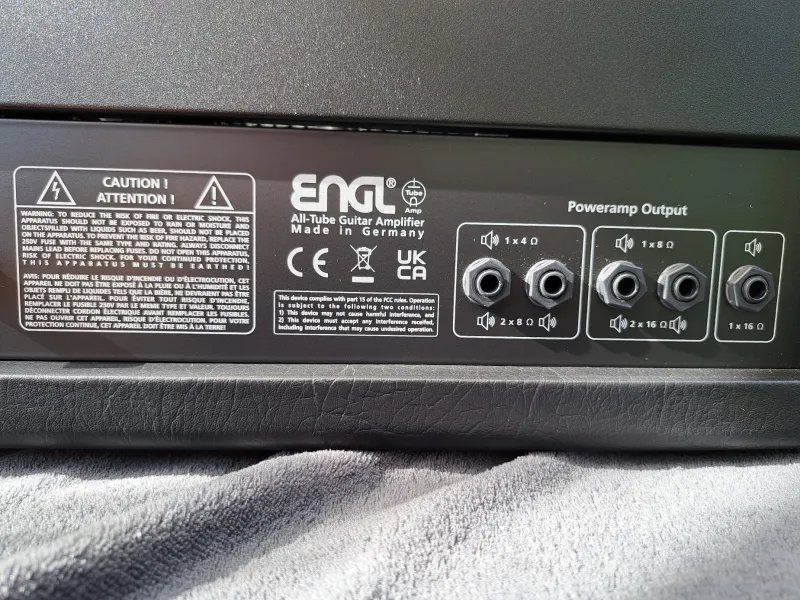 CAUTION !
ATTENTION !
WARNING: TO REDUCE THE RISK OF FIRE OR ELECTRIC SHOCK, THIS
APPARATUS SHOULD NOT BE EXPOSED TO RAIN OR MOISTURE AND
OBJECTSFILLED WITH LIQUIDS SUCH AS BEER, SHOULD NOT BE PLACED
ON THE APPARATUS. TO PREVENT THE RISK OF FIRE HAZARD, REPLACE THE
250V FUSE WITH THE SAME TYPE AND RATING. ALWAYS DISCONNECT
MAINS LEAD BEFORE REPLACING FUSES. DO NOT OPEN THIS APPARATUS,
RISK OF ELECTRIC SHOCK. FOR YOUR CONTINUED PROTECTION,
THIS APPARATUS MUST BE EARTHED!
AVIS: POUR RÉDUIRE LE RISQUE D'INCENDIE OU D'ÉLECTROCUTION, CET
APPAREIL NE DOIT PAS ÊTRE EXPOSÉ À LA PLUIE OU À L'HUMIDITÉ ET LES
OBJETS REMPLI DE LIQUIDES TELS QUE LA BIÈRE, NE DEVRAIENT PAS ÊTRE
PLACÉ SUR L'APPAREIL. POUR ÉVITER TOUT RISQUE D'INCENDIE,
REMPLACER LE FUSIBLE 250V PAR LE MÊME TYPE ET VALEUR. TOUJOURS
DÉCONNECTER CORDON ÉLECTRIQUE AVANT REMPLACER LES FUSIBLES.
NE PAS OUVRIR CET APPAREIL, RISQUE D'ÉLECTROCUTION. POUR VOTRE
PROTECTION CONTINUE, CET APPAREIL DOIT ÊTRE MIS À LA TERRE!
ENGL®
Tube
Amp
All-Tube Guitar Amplifier
Made in Germany
CE
UK
CA
This device complies with part 15 of the FCC rules. Operation
is subject to the following two conditions:
1) This device may not cause harmful interference, and
2) This device must accept any interference received,
including interference that may cause undesired operation.
Poweramp Output
1 x 4 Ω
2 x 8 Ω
1 x 8 Ω
2 x 16 Ω
1 x 16 Ω